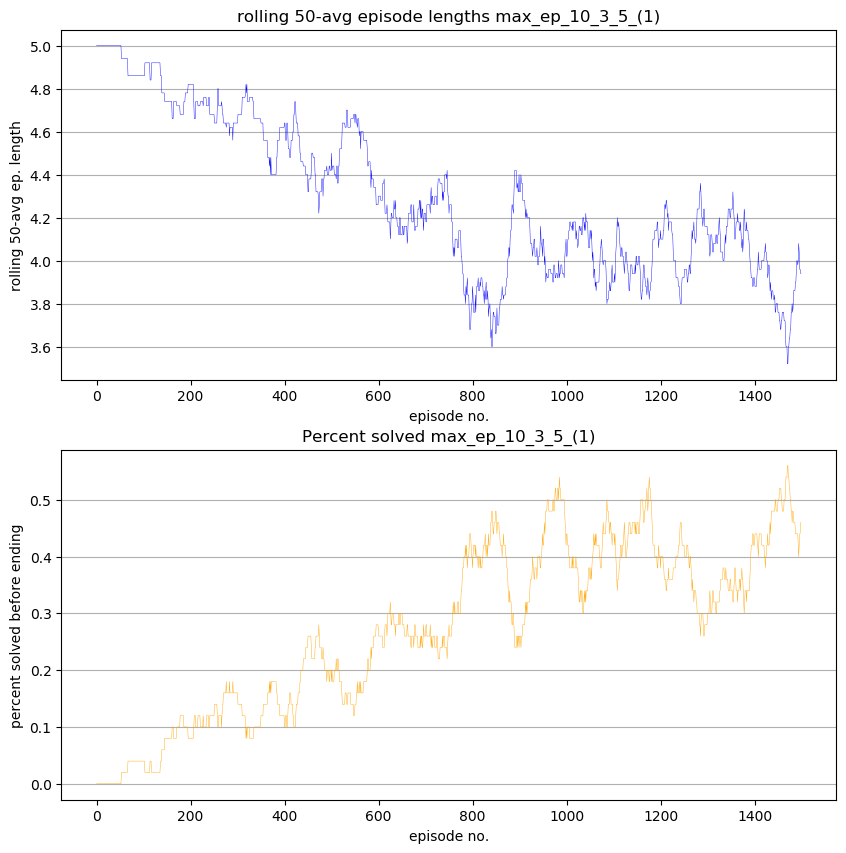 rolling 50-avg episode lengths max_ep_10_3_5_(1)
5.0
4.8
4.6
4.4
4.2
4.0
3.8
3.6
rolling 50-avg ep. length
0 200 400 600 800 1000 1200 1400
episode no.
Percent solved max_ep_10_3_5_(1)
0.5
0.4
0.3
0.2
0.1
0.0
percent solved before ending
0 200 400 600 800 1000 1200 1400
episode no.